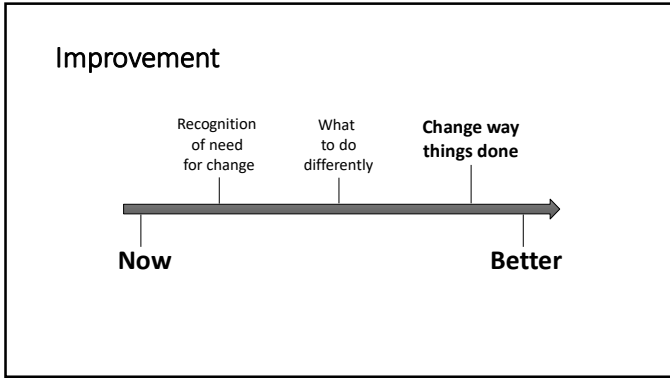 Improvement
Recognition
of need
for change
What
to do
differently
Change way
things done
Now
Better